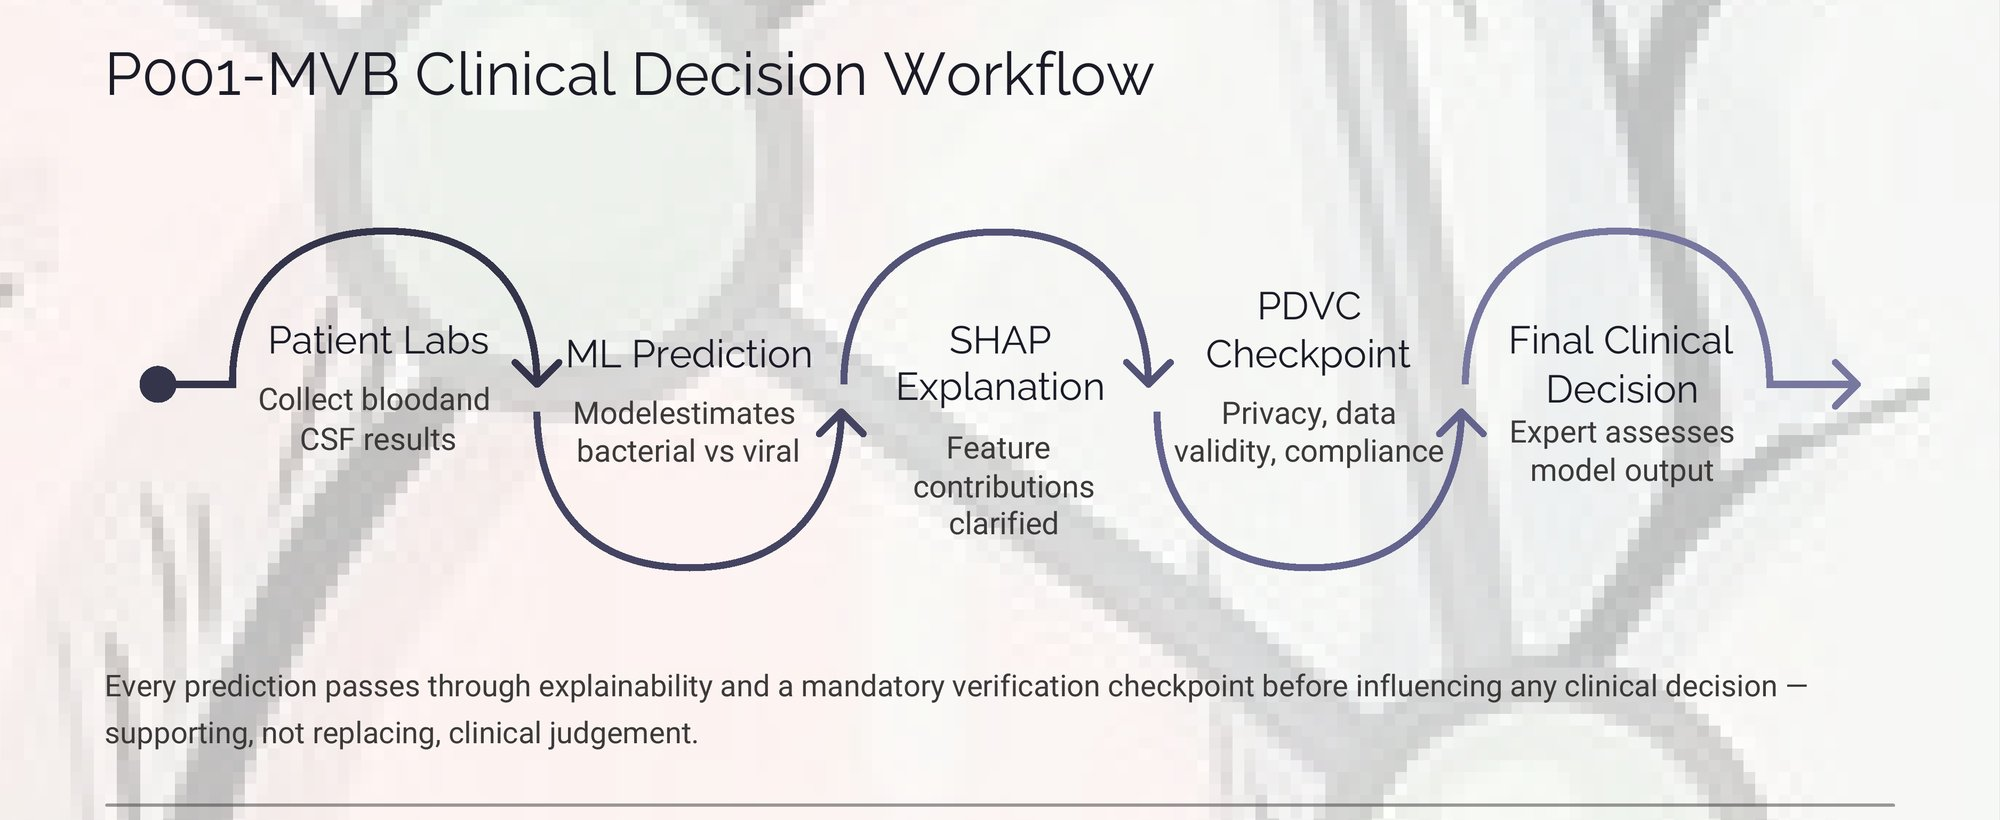 P001-MVB Clinical Decision Workflow
Patient Labs
Collect bloodand
CSF results
ML Prediction
Modelestimates
bacterial vs viral
SHAP
Explanation
Feature
contributions
clarified
PDVC
Checkpoint
Privacy, data
validity, compliance
Final Clinical
Decision
Expert assesses
model output
Every prediction passes through explainability and a mandatory verification checkpoint before influencing any clinical decision —
supporting, not replacing, clinical judgement.